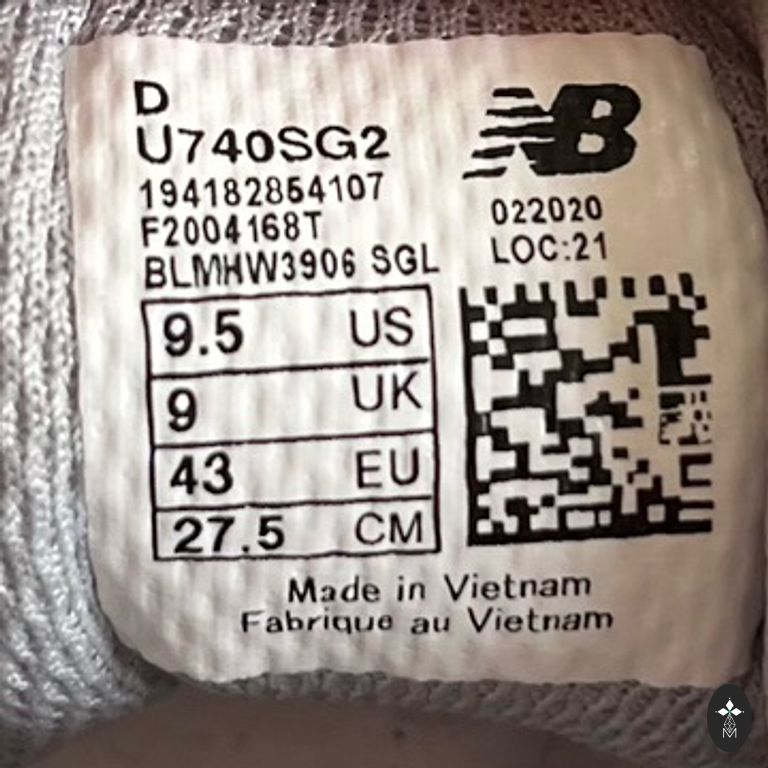 D
U740SG2
194182854107
F2004168T
BLMHW3906 SGL
NB
022020
LOC:21
9.5 US
9 UK
43 EU
27.5 CM
Made in Vietnam
Fabrique au Vietnam
M